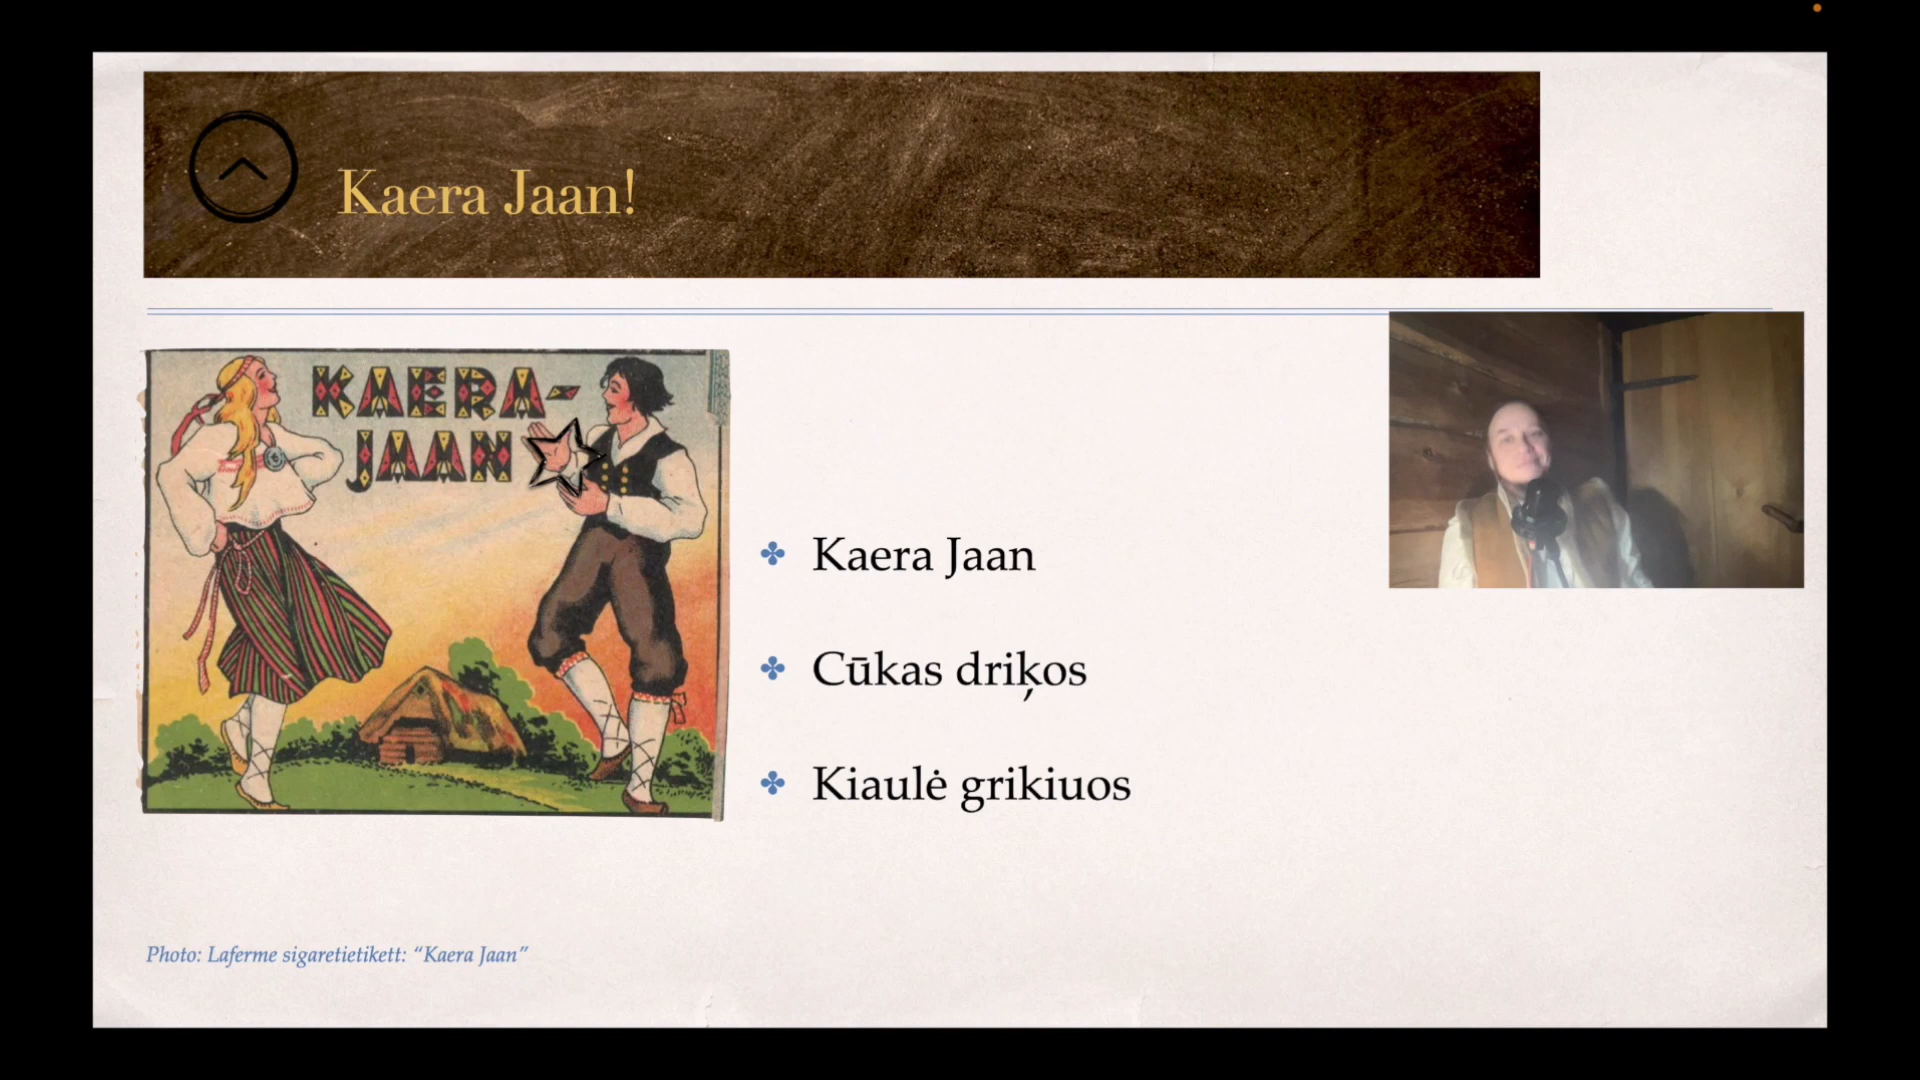 Kaera Jaan!
KAERA-
JAAN
Kaera Jaan
Cūkas driķos
Kiaulė grikiuos
Photo: Laferme sigaretietikett: “Kaera Jaan”